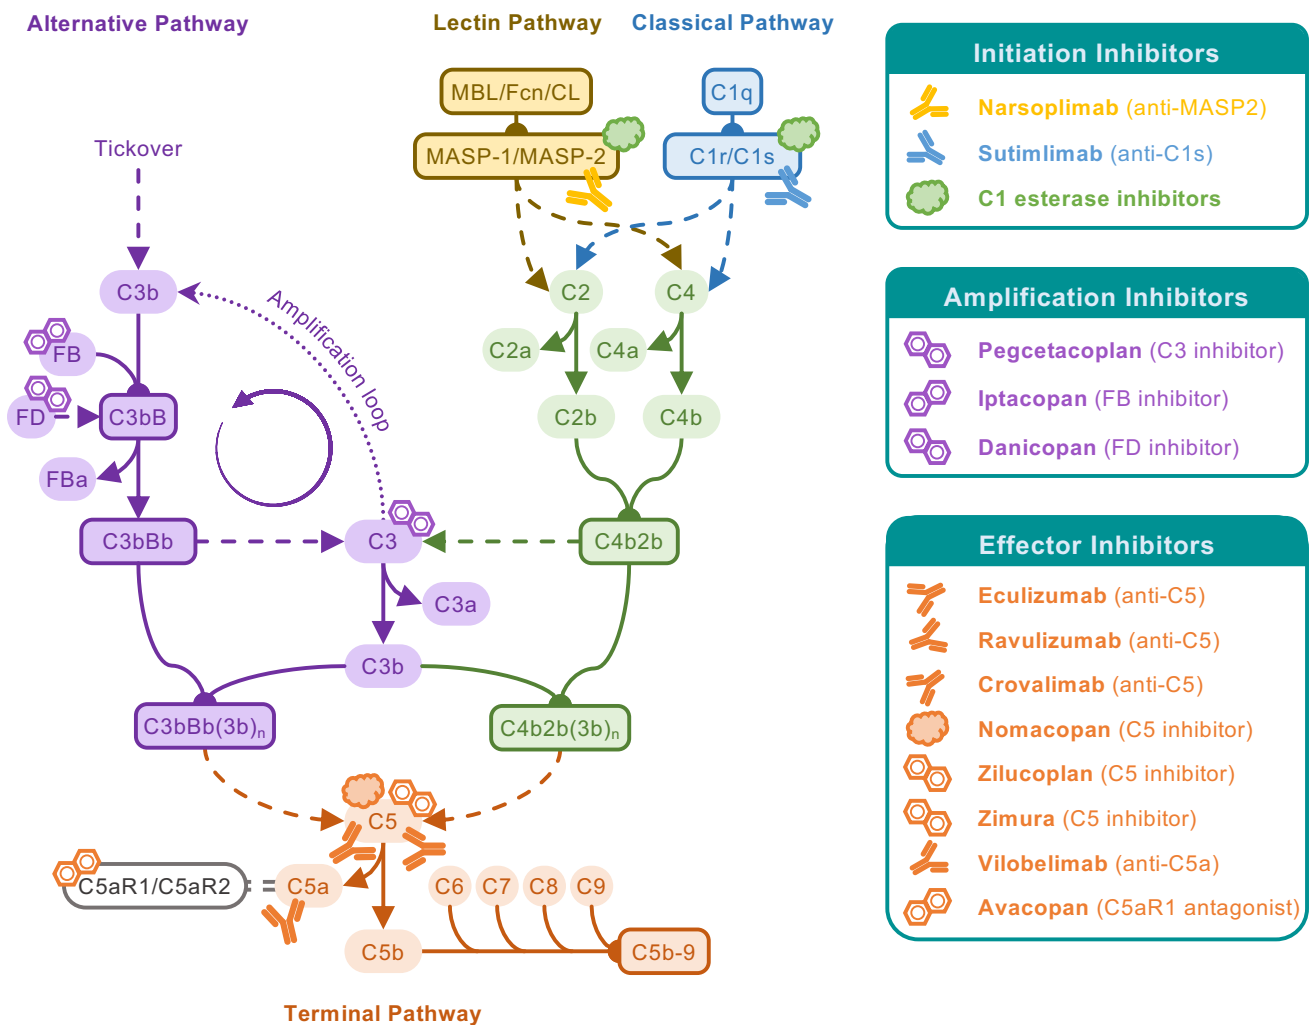 Alternative Pathway
Lectin Pathway
Classical Pathway
MBL/Fcn/CL
C1q
MASP-1/MASP-2
C1r/C1s
Tickover
C3b
Amplification loop
C2
C4
FB
C2a
C4a
FD
C3bB
C2b
C4b
FBa
C3bBb
C3
C4b2b
C3a
C3b
C3bBb(3b)n
C4b2b(3b)n
C5
C5aR1/C5aR2
C5a
C6
C7
C8
C9
C5b
C5b-9
Terminal Pathway
Initiation Inhibitors
Narsoplimab (anti-MASP2)
Sutimlimab (anti-C1s)
C1 esterase inhibitors
Amplification Inhibitors
Pegcetacoplan (C3 inhibitor)
Iptacopan (FB inhibitor)
Danicopan (FD inhibitor)
Effector Inhibitors
Eculizumab (anti-C5)
Ravulizumab (anti-C5)
Crovalimab (anti-C5)
Nomacopan (C5 inhibitor)
Zilucoplan (C5 inhibitor)
Zimura (C5 inhibitor)
Vilobelimab (anti-C5a)
Avacopan (C5aR1 antagonist)